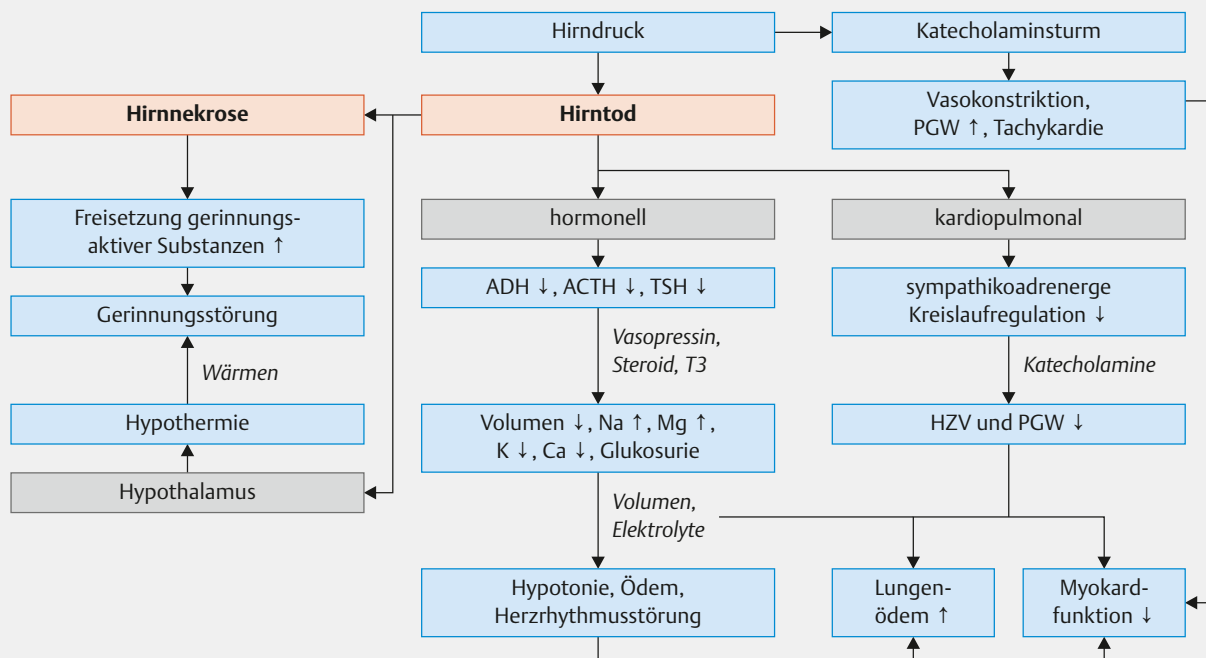 Hirndruck
Katecholaminsturm
Vasokonstriktion,
PGW ↑, Tachykardie
Hirnnekrose
Hirntod
Freisetzung gerinnungs-
aktiver Substanzen ↑
hormonell
kardiopulmonal
ADH ↓, ACTH ↓, TSH ↓
sympathikoadrenerge
Kreislaufregulation ↓
Gerinnungsstörung
Vasopressin,
Steroid, T3
Katecholamine
Wärmen
Hypothermie
Volumen ↓, Na ↑, Mg ↑,
K ↓, Ca ↓, Glukosurie
HZV und PGW ↓
Hypothalamus
Volumen,
Elektrolyte
Hypotonie, Ödem,
Herzrhythmusstörung
Lungen-
ödem ↑
Myokard-
funktion ↓